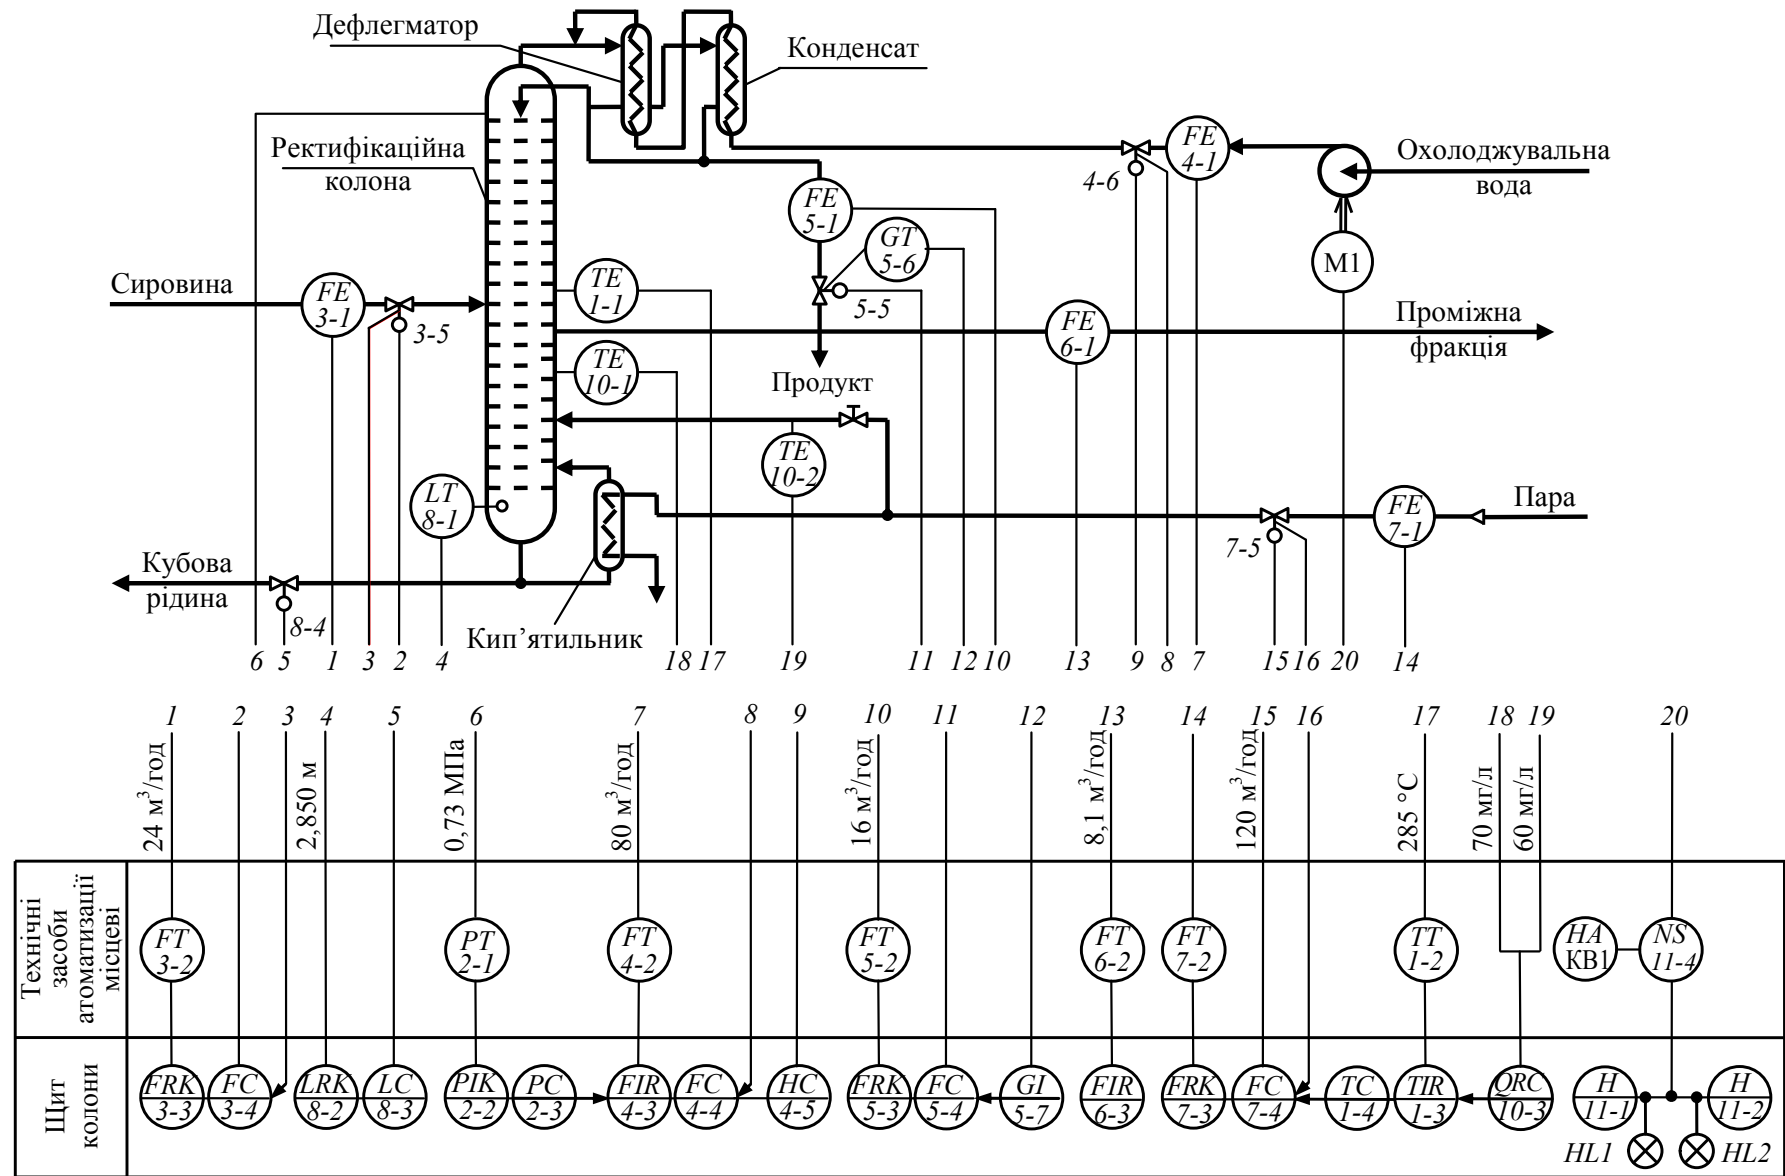 Дефлегматор
Конденсат
Ректифікаційна
колона
FE
4-1
4-6
Охолоджувальна
вода
FE
5-1
GT
5-6
М1
Сировина
FE
3-1
3-5
TE
1-1
5-5
FE
6-1
Проміжна
фракція
TE
10-1
Продукт
TE
10-2
LT
8-1
FE
7-1
Пара
7-5
Кубова
рідина
8-4
Кип’ятильник
6 5 1 3 2 4 18 17 19 11 12 10 13 9 8 7 15 16 20 14
1 2 3 4 5 6 7 8 9 10 11 12 13 14 15 16 17 18 19 20
24 м³/год
2,850 м
0,73 МПа
80 м³/год
16 м³/год
8,1 м³/год
120 м³/год
285 °С
70 мг/л
60 мг/л
Технічні
засоби
атоматизації
місцеві
FT
3-2
PT
2-1
FT
4-2
FT
5-2
FT
6-2
FT
7-2
TT
1-2
HA
КВ1
NS
11-4
Щит
колони
FRK
3-3
FC
3-4
LRK
8-2
LC
8-3
PIK
2-2
PC
2-3
FIR
4-3
FC
4-4
HC
4-5
FRK
5-3
FC
5-4
GI
5-7
FIR
6-3
FRK
7-3
FC
7-4
TC
1-4
TIR
1-3
QRC
10-3
H
11-1
H
11-2
HL1
HL2